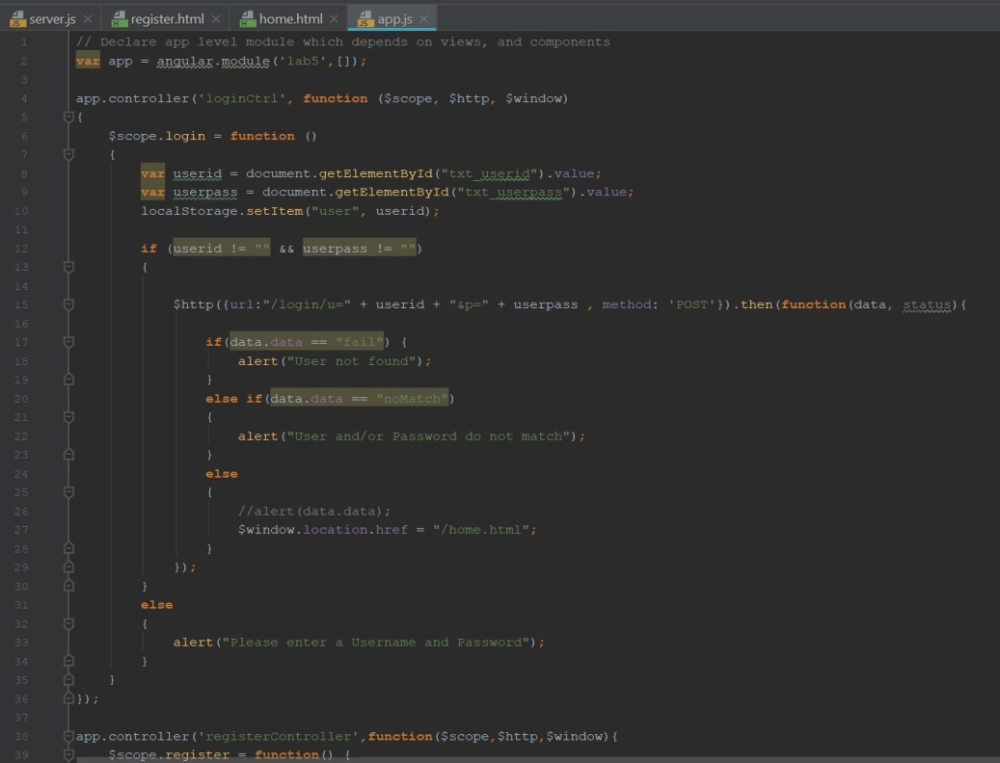 server.js register.html home.html app.js
1 // Declare app level module which depends on views, and components
2 var app = angular.module('lab5',[]);
3
4 app.controller('loginCtrl', function ($scope, $http, $window)
5 {
6 $scope.login = function ()
7 {
8 var userid = document.getElementById("txt_userid").value;
9 var userpass = document.getElementById("txt_userpass").value;
10 localStorage.setItem("user", userid);
11
12 if (userid != "" && userpass != "")
13 {
14
15 $http({url:"/login/u=" + userid + "&p=" + userpass , method: 'POST'}).then(function(data, status){
16
17 if(data.data == "fail") {
18 alert("User not found");
19 }
20 else if(data.data == "noMatch")
21 {
22 alert("User and/or Password do not match");
23 }
24 else
25 {
26 //alert(data.data);
27 $window.location.href = "/home.html";
28 }
29 });
30 }
31 else
32 {
33 alert("Please enter a Username and Password");
34 }
35 }
36 });
37
38 app.controller('registerController',function($scope,$http,$window){
39 $scope.register = function() {